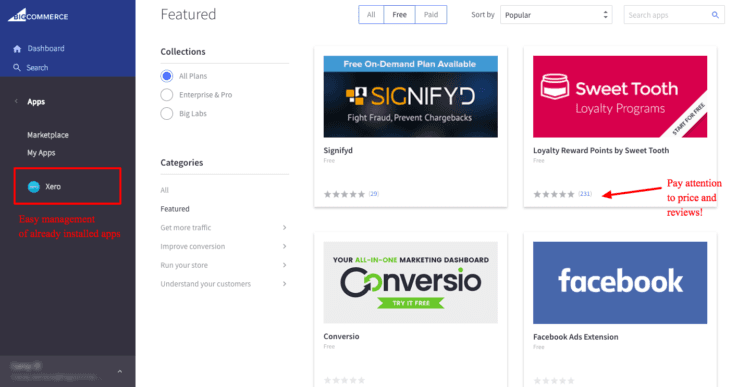 BIGCOMMERCE
Dashboard
Search
Apps
Marketplace
My Apps
Xero
Easy management
of already installed apps
Featured
All
Free
Paid
Sort by
Popular
Search apps
Collections
All Plans
Enterprise & Pro
Big Labs
Categories
All
Featured
Get more traffic
Improve conversion
Run your store
Understand your customers
Free On-Demand Plan Available
SIGNIFYD
Fight Fraud, Prevent Chargebacks
Signifyd
Free
(29)
Sweet Tooth
Loyalty Programs
START FOR FREE
Loyalty Reward Points by Sweet Tooth
Free
(231)
Pay attention
to price and
reviews!
YOUR ALL-IN-ONE MARKETING DASHBOARD
Conversio
TRY IT FREE
Conversio
Free
facebook
Facebook Ads Extension
Free